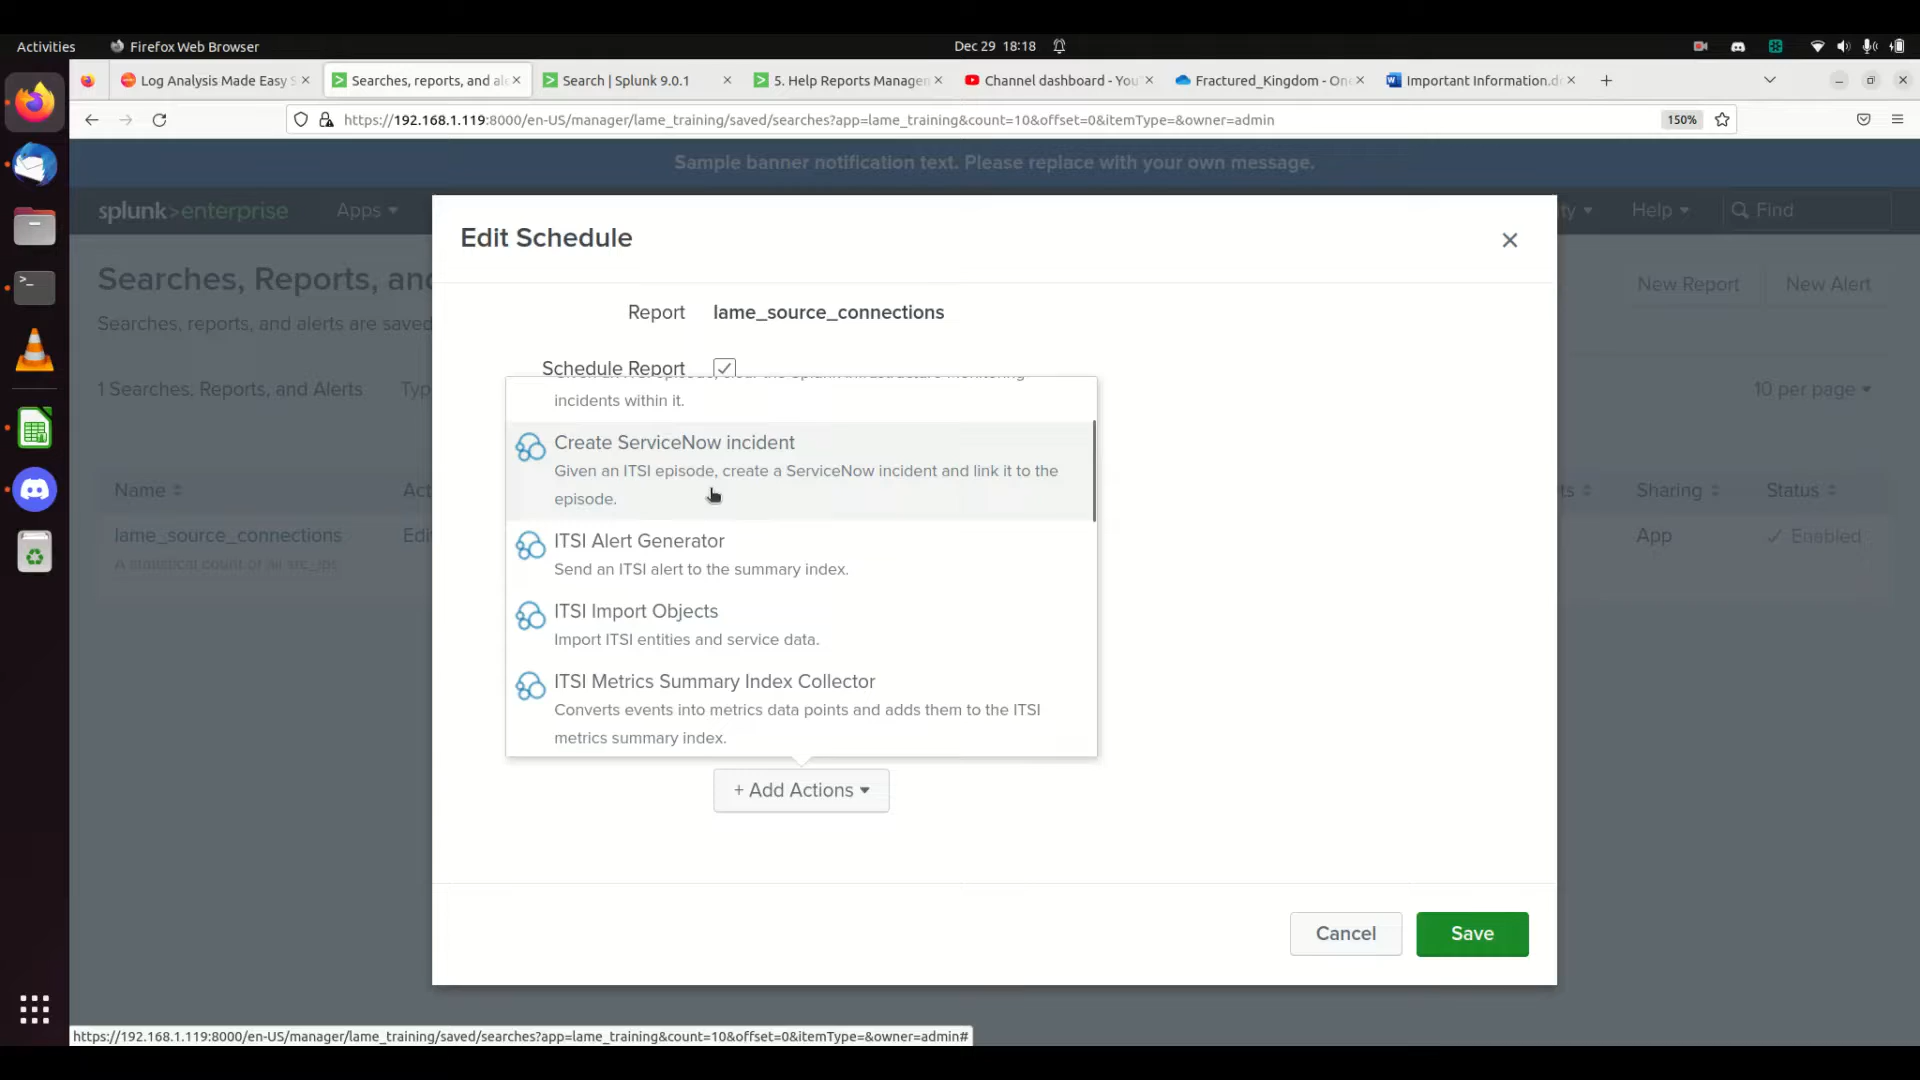 Activities
Firefox Web Browser
Dec 29 18:18
Log Analysis Made Easy S
Searches, reports, and ale
Search | Splunk 9.0.1
5. Help Reports Managem
Channel dashboard - You
Fractured_Kingdom - One
Important Information.do
https://192.168.1.119:8000/en-US/manager/lame_training/saved/searches?app=lame_training&count=10&offset=0&itemType=&owner=admin
150%
Sample banner notification text. Please replace with your own message.
splunk>enterprise
Apps
ty
Help
Find
Edit Schedule
Searches, Reports, and
New Report
New Alert
Searches, reports, and alerts are saved
Report
lame_source_connections
Schedule Report
1 Searches, Reports, and Alerts
Typ
10 per page
incidents within it.
Create ServiceNow incident
Given an ITSI episode, create a ServiceNow incident and link it to the
episode.
Name
Act
ts
Sharing
Status
lame_source_connections
Edi
App
Enabled
A statistical count of all src_ips
ITSI Alert Generator
Send an ITSI alert to the summary index.
ITSI Import Objects
Import ITSI entities and service data.
ITSI Metrics Summary Index Collector
Converts events into metrics data points and adds them to the ITSI
metrics summary index.
+ Add Actions
Cancel
Save
https://192.168.1.119:8000/en-US/manager/lame_training/saved/searches?app=lame_training&count=10&offset=0&itemType=&owner=admin#